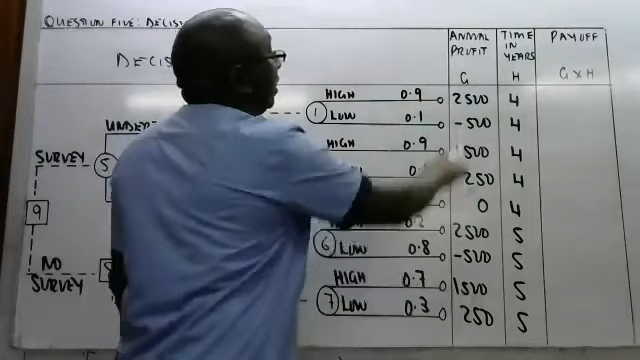 QUESTION FIVE: DECIS
DECIS
ANNUAL PROFIT
G
TIME IN YEARS
H
PAYOFF
G X H
HIGH 0.9 2500 4
1 LOW 0.1 -500 4
HIGH 0.9 500 4
250 4
0 4
0.2 2500 5
6 LOW 0.8 -500 5
HIGH 0.7 1500 5
7 LOW 0.3 250 5
UNDER
SURVEY 5
9
NO SURVEY